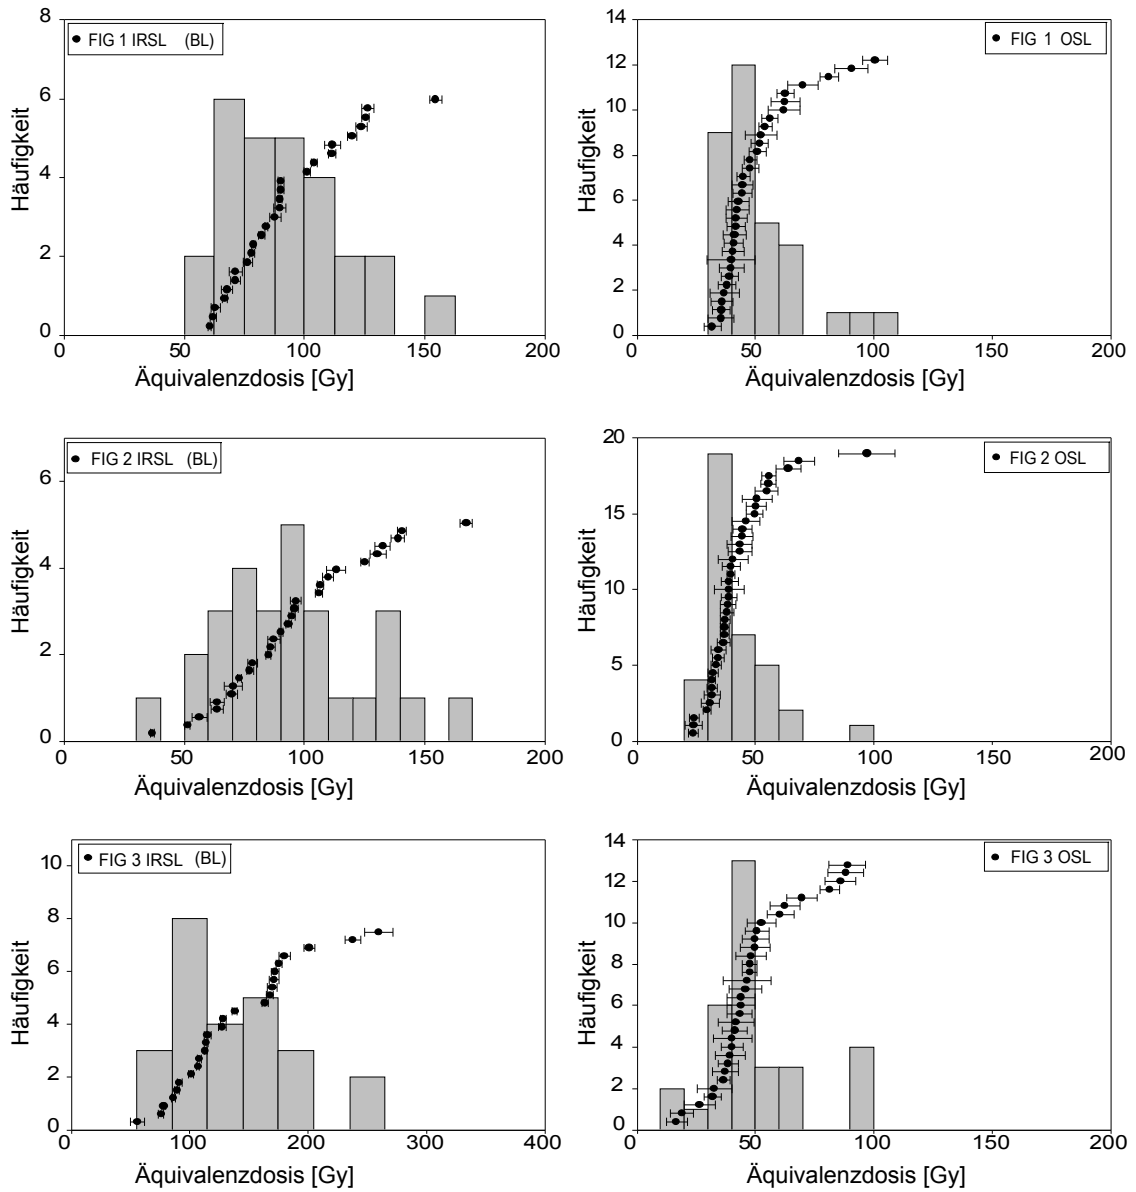 FIG 1 IRSL (BL)
Häufigkeit
8
6
4
2
0
0 50 100 150 200
Äquivalenzdosis [Gy]
FIG 1 OSL
Häufigkeit
14
12
10
8
6
4
2
0
0 50 100 150 200
Äquivalenzdosis [Gy]
FIG 2 IRSL (BL)
Häufigkeit
6
4
2
0
0 50 100 150 200
Äquivalenzdosis [Gy]
FIG 2 OSL
Häufigkeit
20
15
10
5
0
0 50 100 150 200
Äquivalenzdosis [Gy]
FIG 3 IRSL (BL)
Häufigkeit
10
8
6
4
2
0
0 100 200 300 400
Äquivalenzdosis [Gy]
FIG 3 OSL
Häufigkeit
14
12
10
8
6
4
2
0
0 50 100 150 200
Äquivalenzdosis [Gy]